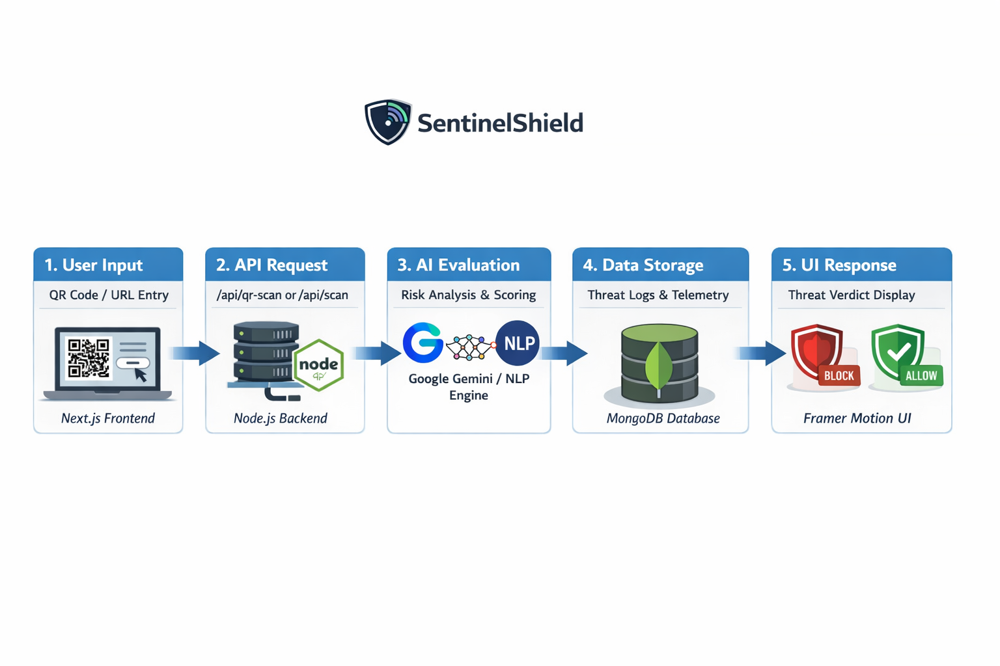 SentinelShield
1. User Input
QR Code / URL Entry
Next.js Frontend
2. API Request
/api/qr-scan or /api/scan
node
Node.js Backend
3. AI Evaluation
Risk Analysis & Scoring
G
NLP
Google Gemini / NLP
Engine
4. Data Storage
Threat Logs & Telemetry
MongoDB Database
5. UI Response
Threat Verdict Display
BLOCK
ALLOW
Framer Motion UI